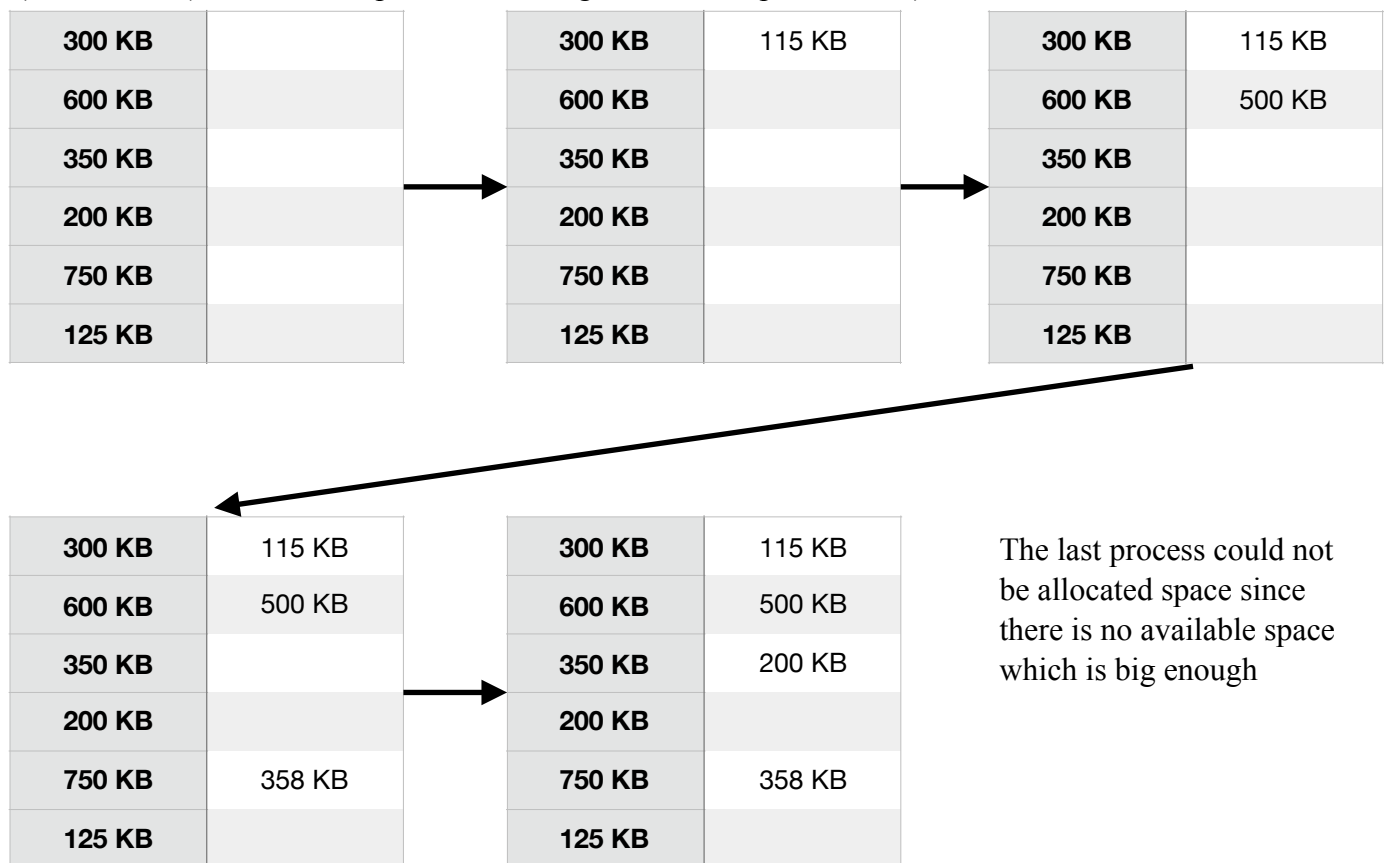 300 KB
600 KB
350 KB
200 KB
750 KB
125 KB
300 KB 115 KB
600 KB
350 KB
200 KB
750 KB
125 KB
300 KB 115 KB
600 KB 500 KB
350 KB
200 KB
750 KB
125 KB
300 KB 115 KB
600 KB 500 KB
350 KB
200 KB
750 KB 358 KB
125 KB
300 KB 115 KB
600 KB 500 KB
350 KB 200 KB
200 KB
750 KB 358 KB
125 KB
The last process could not
be allocated space since
there is no available space
which is big enough